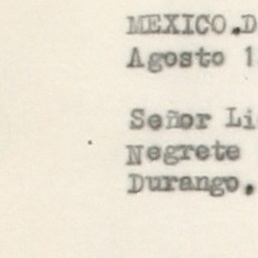 MEXICO.D
Agosto 1
Señor Li
Negrete
Durango.